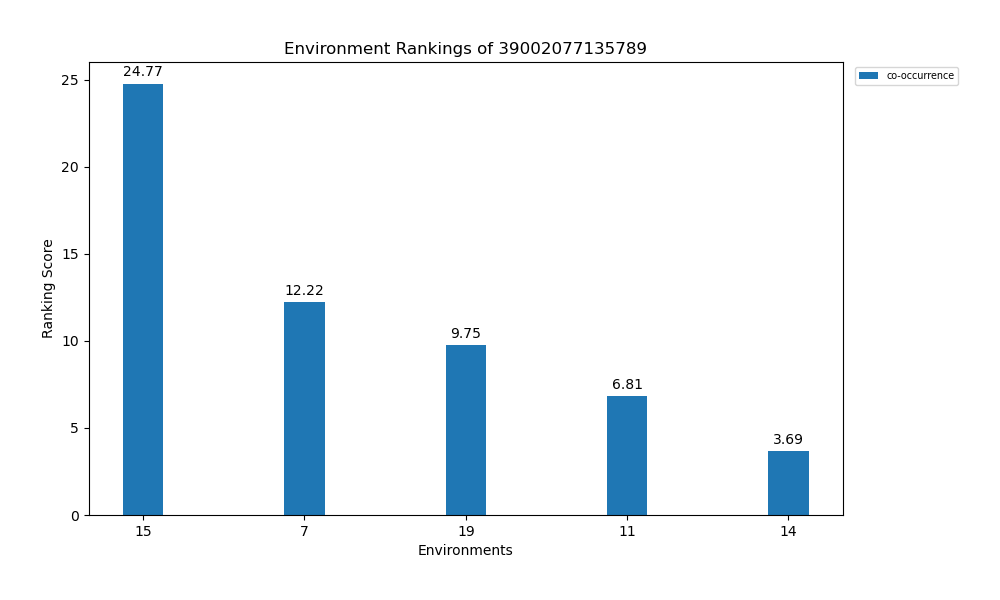 Environment Rankings of 39002077135789
co-occurrence
24.77
12.22
9.75
6.81
3.69
25
20
15
10
5
0
Ranking Score
15 7 19 11 14
Environments